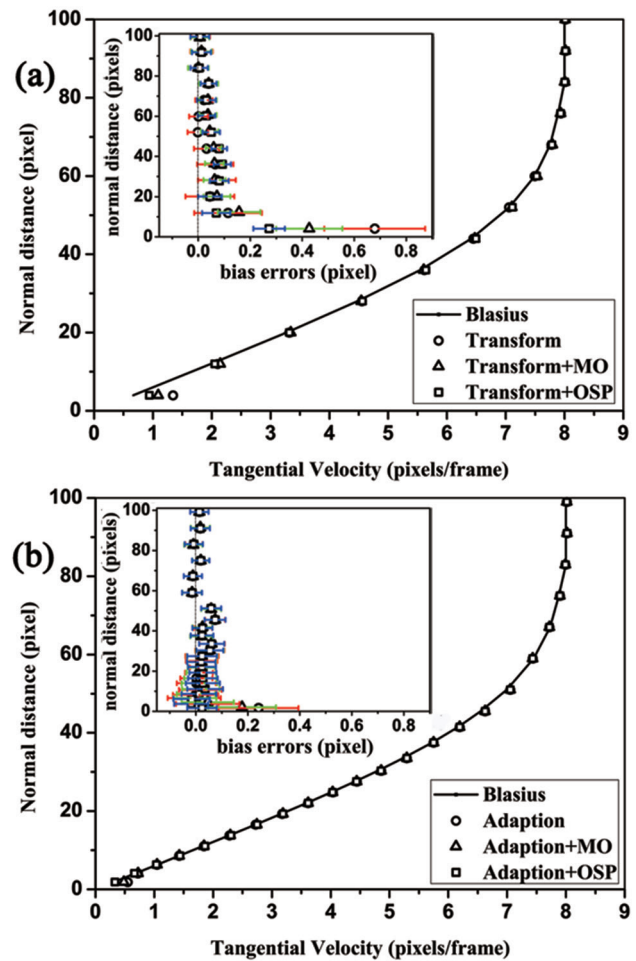 (a)
100
80
60
40
20
0
Normal distance (pixel)
100
80
60
40
20
0
normal distance (pixels)
0.0 0.2 0.4 0.6 0.8
bias errors (pixel)
Blasius
Transform
Transform+MO
Transform+OSP
0 1 2 3 4 5 6 7 8 9
Tangential Velocity (pixels/frame)
(b)
100
80
60
40
20
0
Normal distance (pixel)
100
80
60
40
20
0
normal distance (pixels)
0.0 0.2 0.4 0.6 0.8
bias errors (pixel)
Blasius
Adaption
Adaption+MO
Adaption+OSP
0 1 2 3 4 5 6 7 8 9
Tangential Velocity (pixels/frame)